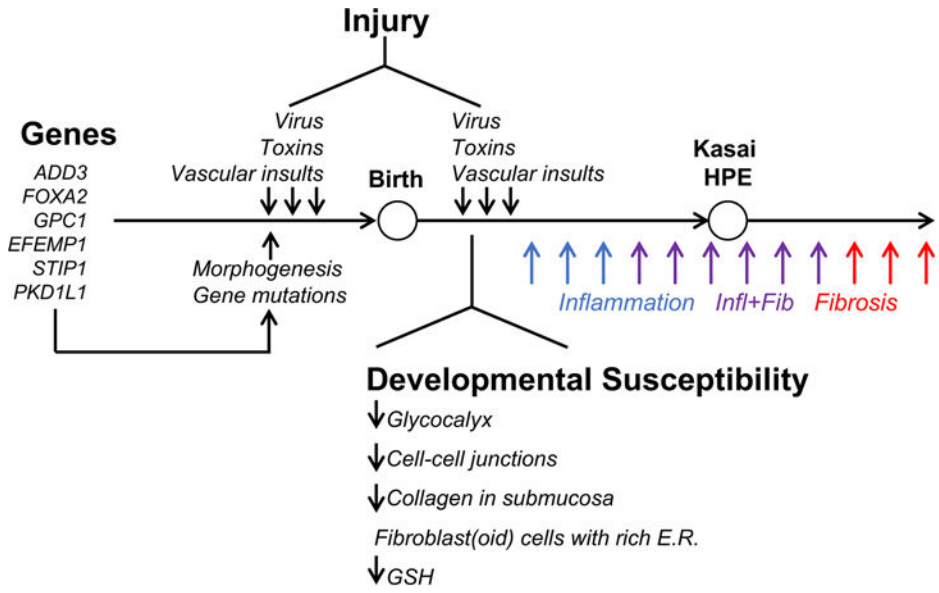 Injury
Virus
Toxins
Vascular insults
Virus
Toxins
Vascular insults
Genes
ADD3
FOXA2
GPC1
EFEMP1
STIP1
PKD1L1
Birth
Kasai
HPE
Morphogenesis
Gene mutations
Inflammation
Infl+Fib
Fibrosis
Developmental Susceptibility
Glycocalyx
Cell-cell junctions
Collagen in submucosa
Fibroblast(oid) cells with rich E.R.
GSH